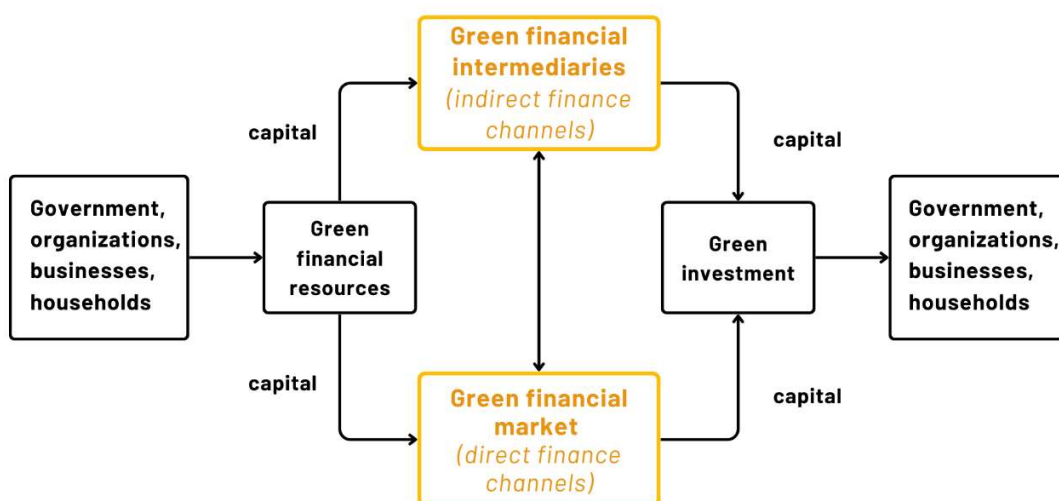 Government,
organizations,
businesses,
households
capital
capital
Green
financial
resources
Green financial
intermediaries
(indirect finance
channels)
Green financial
market
(direct finance
channels)
capital
capital
Green
investment
Government,
organizations,
businesses,
households